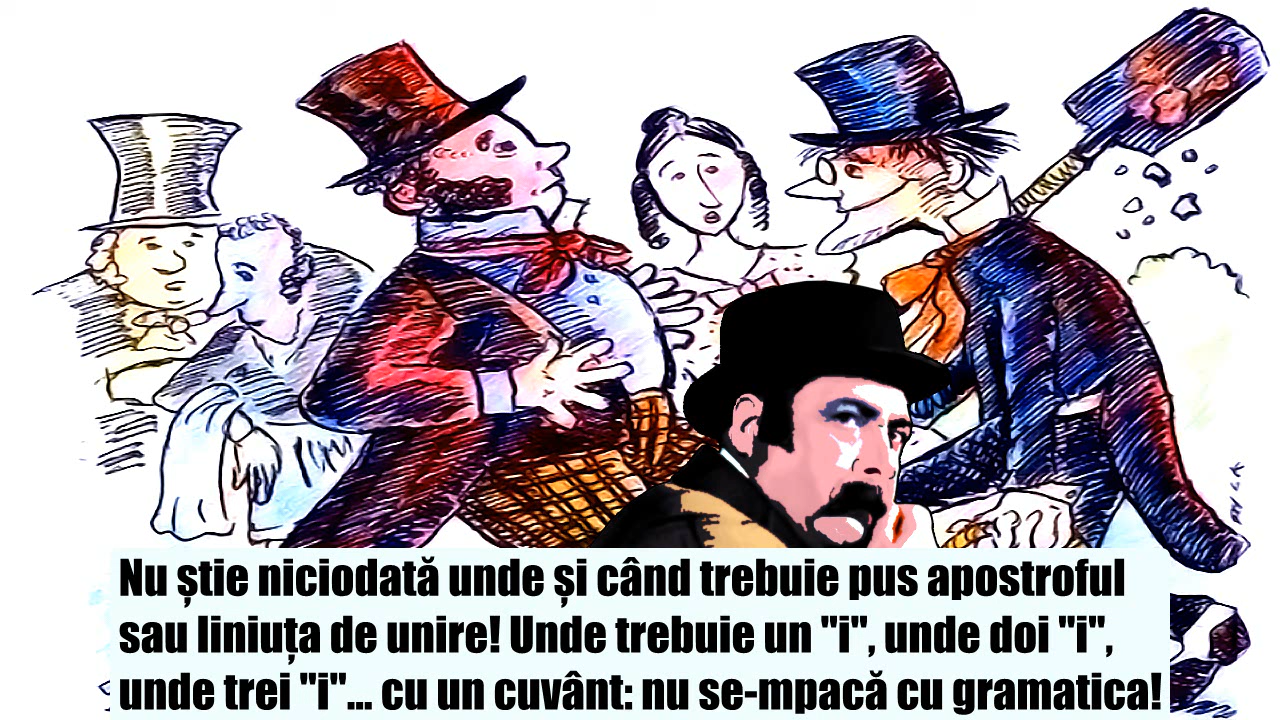 Nu știe niciodată unde și când trebuie pus apostroful
sau liniuța de unire! Unde trebuie un "i", unde doi "i",
unde trei "i"... cu un cuvânt: nu se-mpacă cu gramatica!